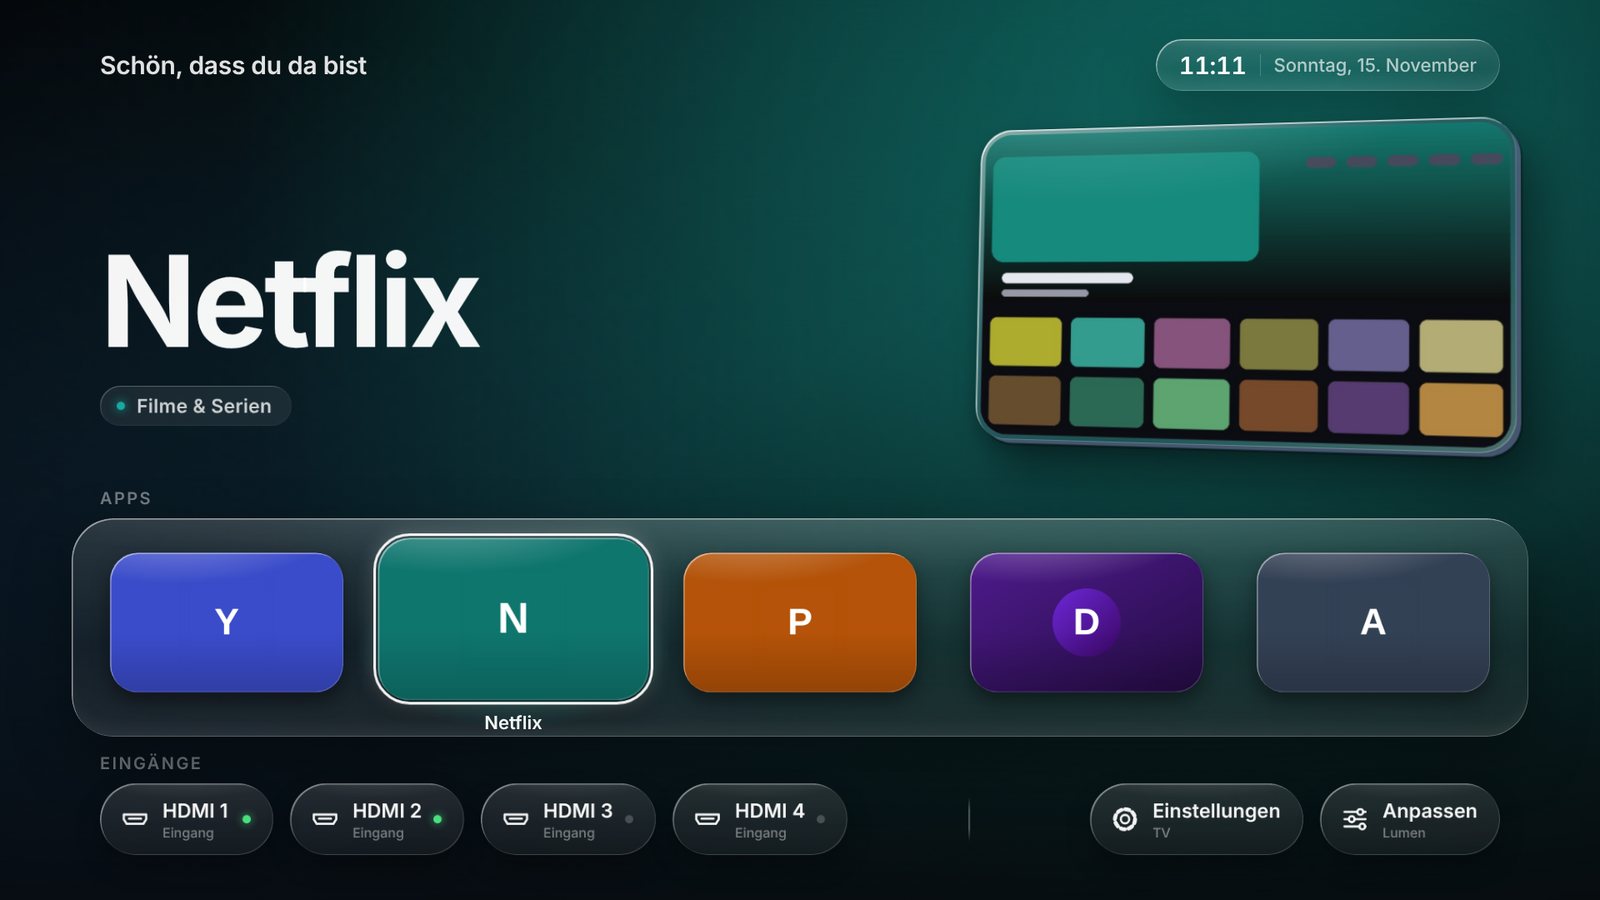 Schön, dass du da bist
11:11 Sonntag, 15. November
Netflix
Filme & Serien
APPS
Y N P D A
Netflix
EINGÄNGE
HDMI 1 HDMI 2 HDMI 3 HDMI 4 Einstellungen Anpassen
Eingang Eingang Eingang Eingang TV Lumen